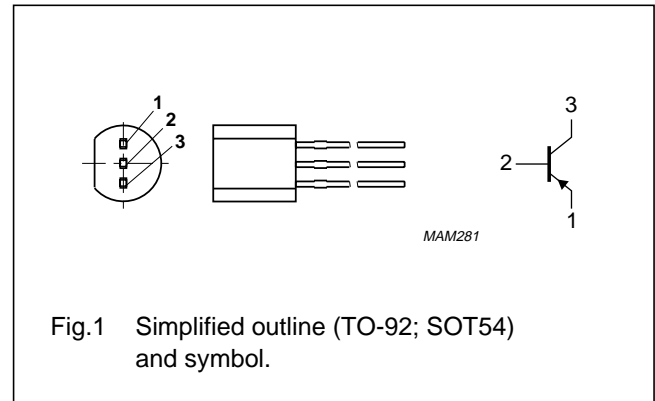 1
2
3
3
2
1
MAM281
Fig.1 Simplified outline (TO-92; SOT54)
and symbol.